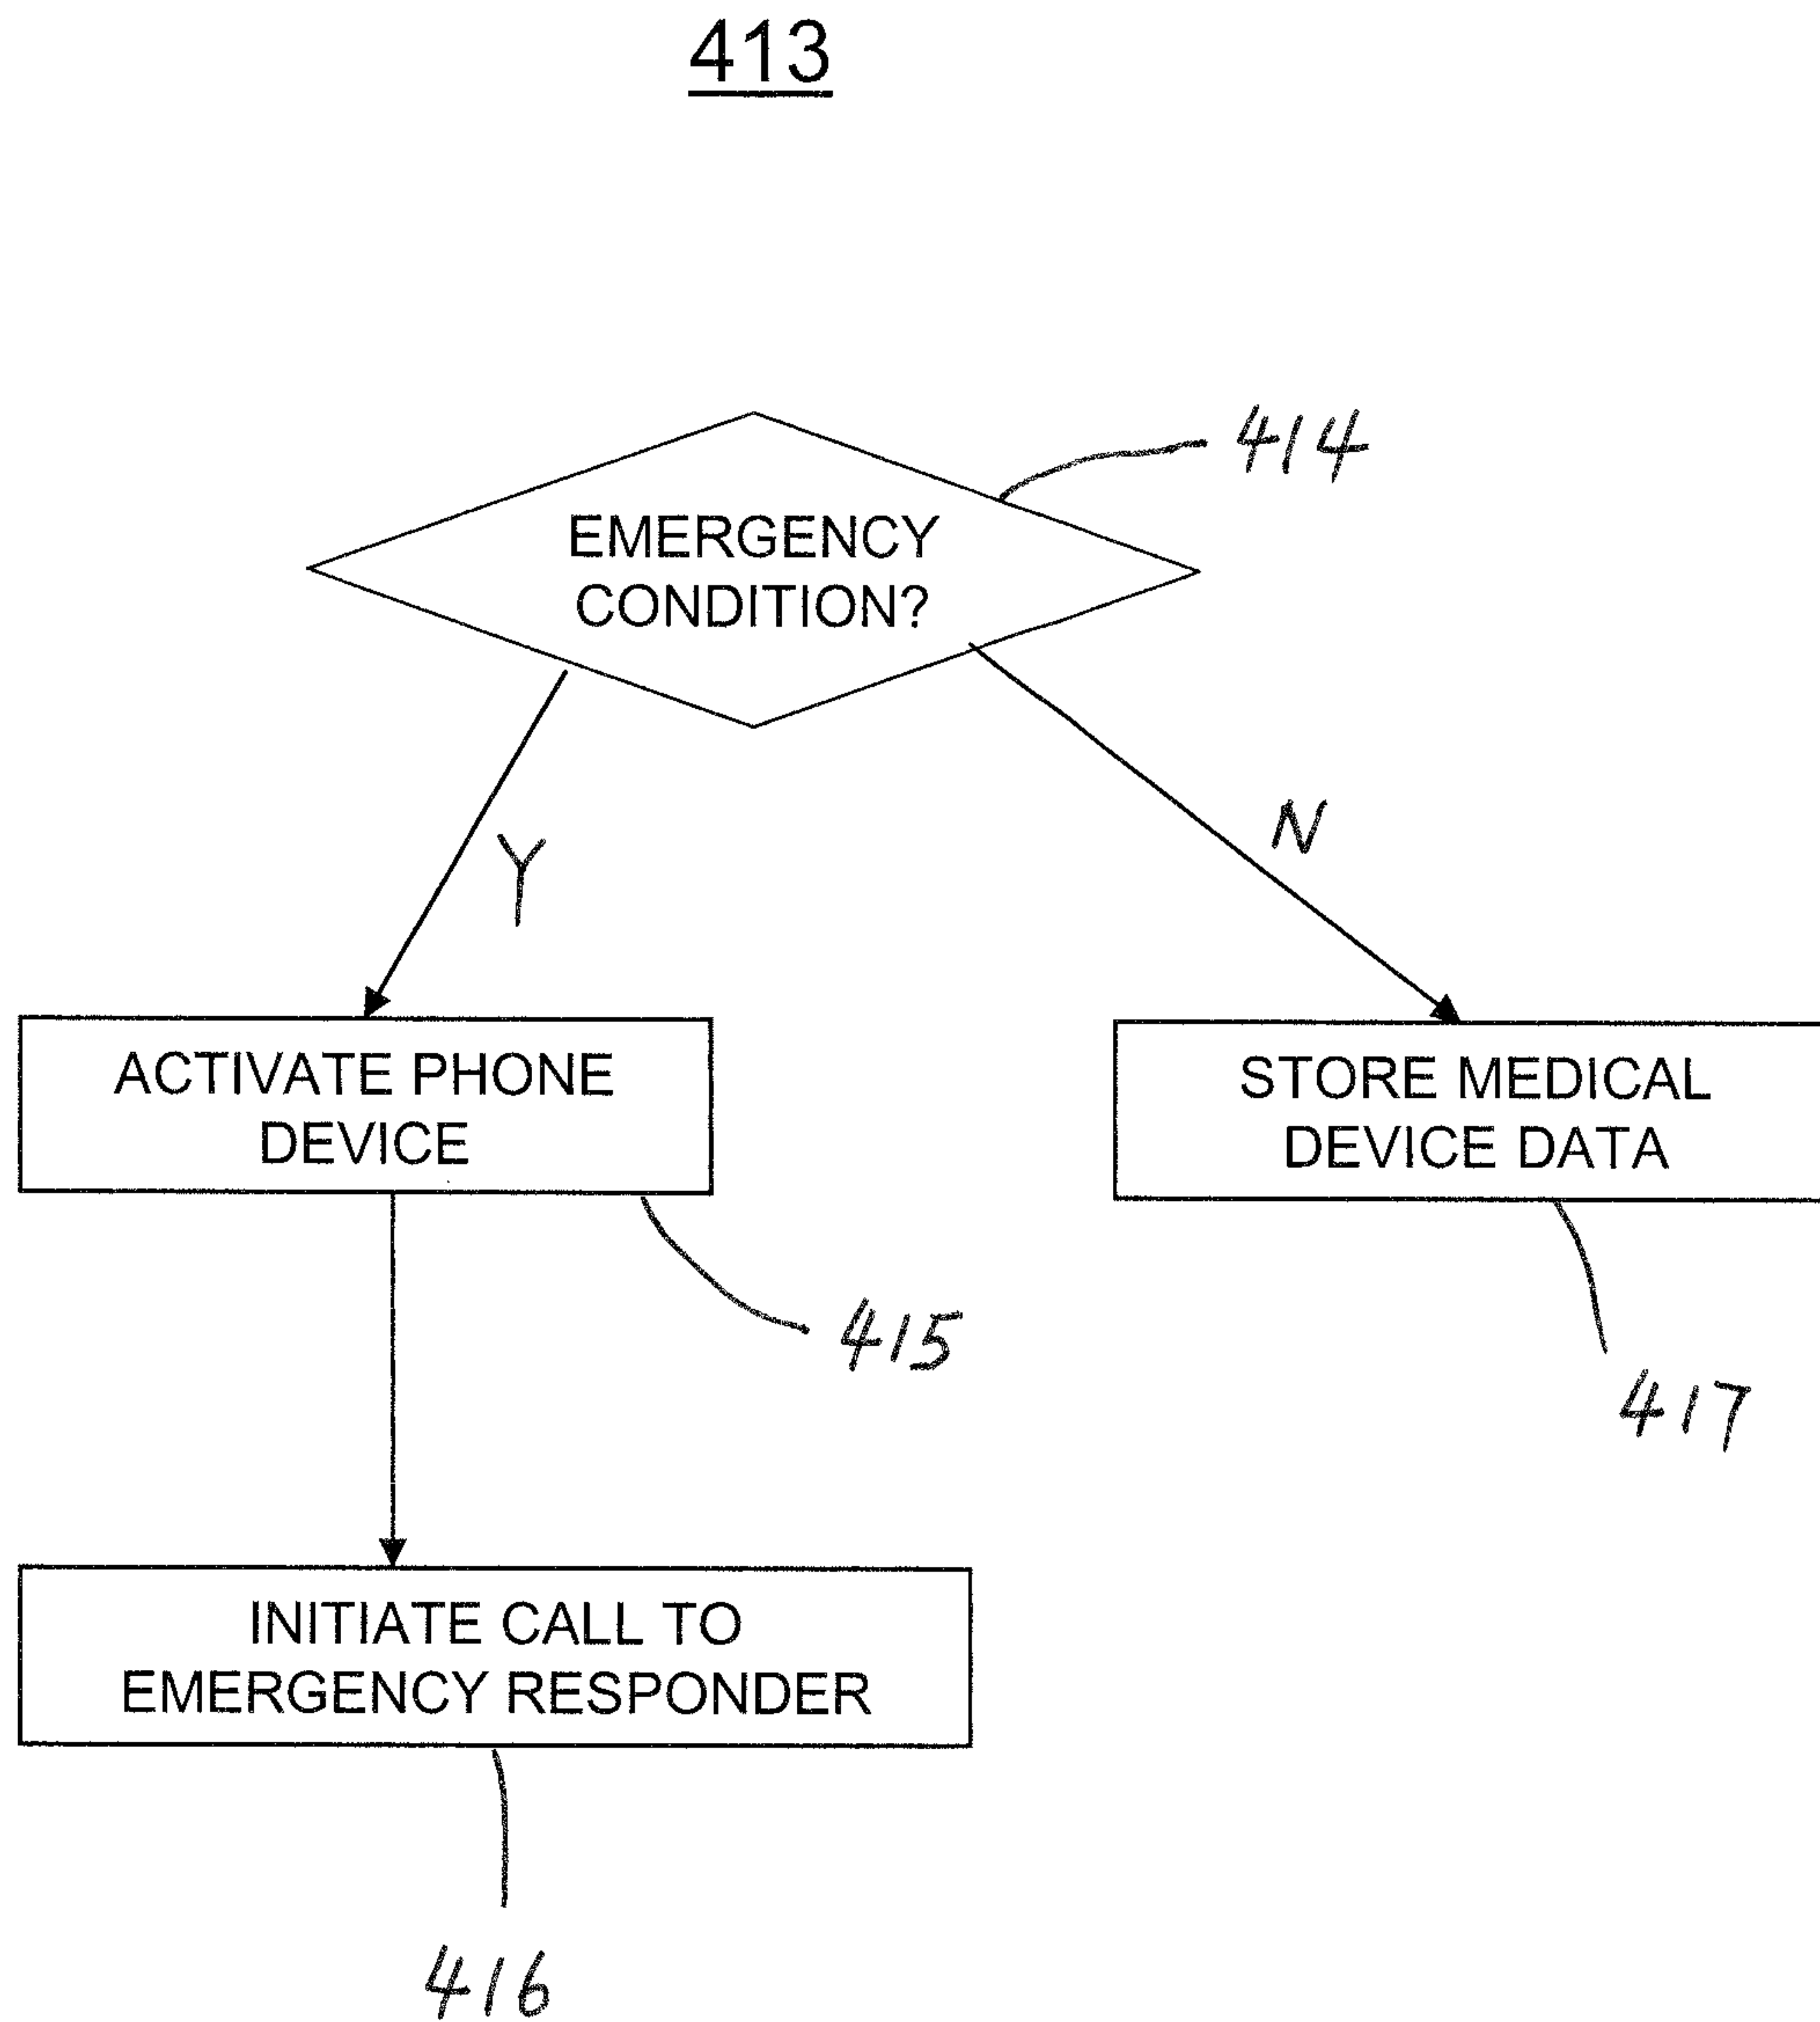 413
414
EMERGENCY
CONDITION?
Y
N
ACTIVATE PHONE
DEVICE
STORE MEDICAL
DEVICE DATA
415
417
INITIATE CALL TO
EMERGENCY RESPONDER
416